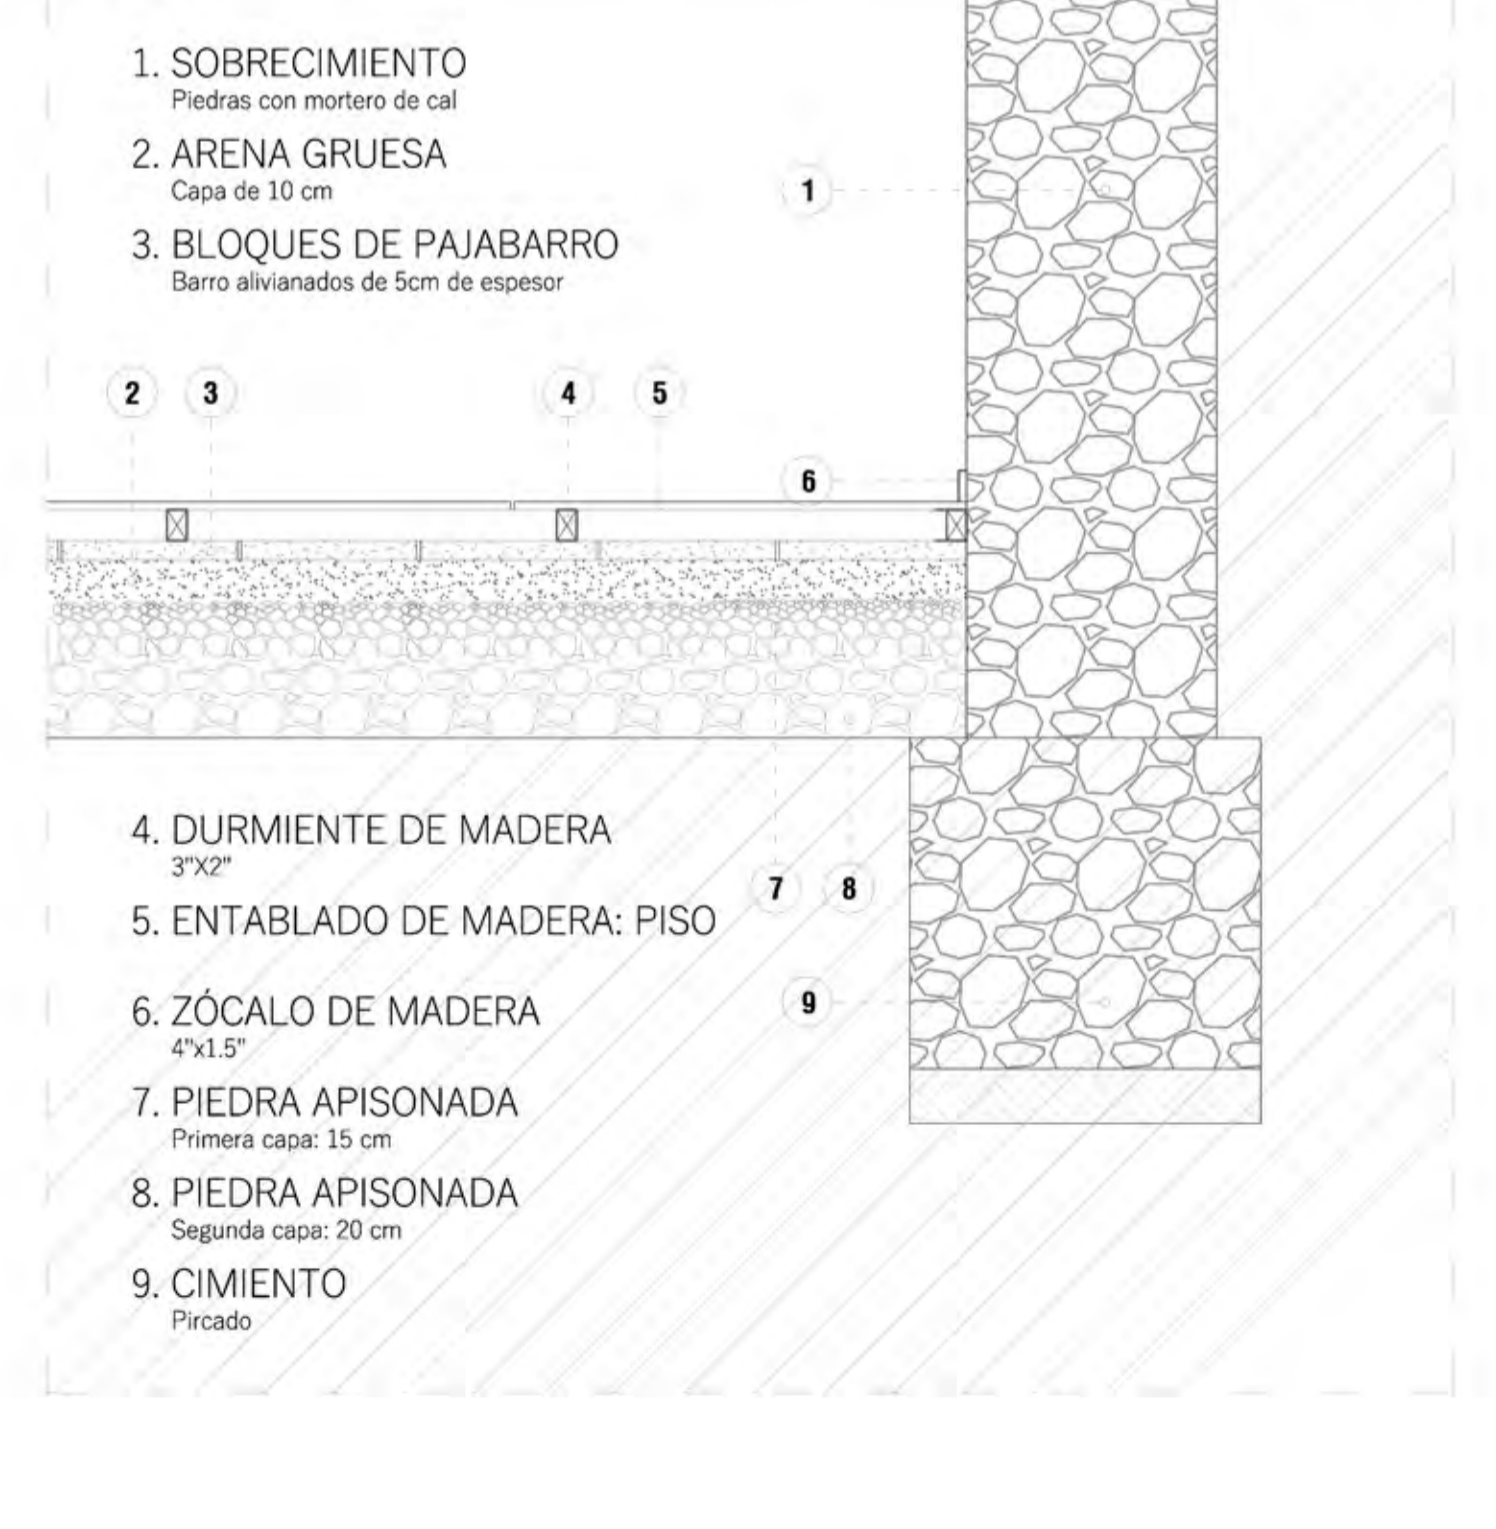 1. SOBRECIMIENTO
Piedras con mortero de cal
2. ARENA GRUESA
Capa de 10 cm
3. BLOQUES DE PAJABARRO
Barro alivianados de 5cm de espesor
1
2 3 4 5
6
4. DURMIENTE DE MADERA
3"X2"
5. ENTABLADO DE MADERA: PISO
7 8
6. ZÓCALO DE MADERA
4"x1.5"
9
7. PIEDRA APISONADA
Primera capa: 15 cm
8. PIEDRA APISONADA
Segunda capa: 20 cm
9. CIMIENTO
Pircado